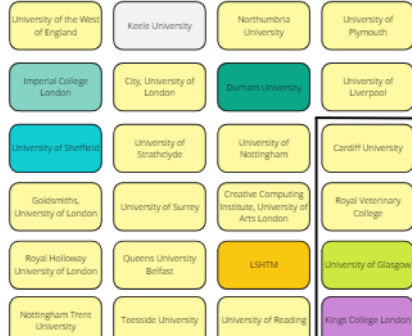 University of the West
of England
Keele University
Northumbria
University
University of
Plymouth
Imperial College
London
City, University of
London
Durham University
University of
Liverpool
University of Sheffield
University of
Strathclyde
University of
Nottingham
Cardiff University
Goldsmiths,
University of London
University of Surrey
Creative Computing
Institute, University of
Arts London
Royal Veterinary
College
Royal Holloway
University of London
Queens University
Belfast
LSHTM
University of Glasgow
Nottingham Trent
University
Teesside University
University of Reading
Kings College London